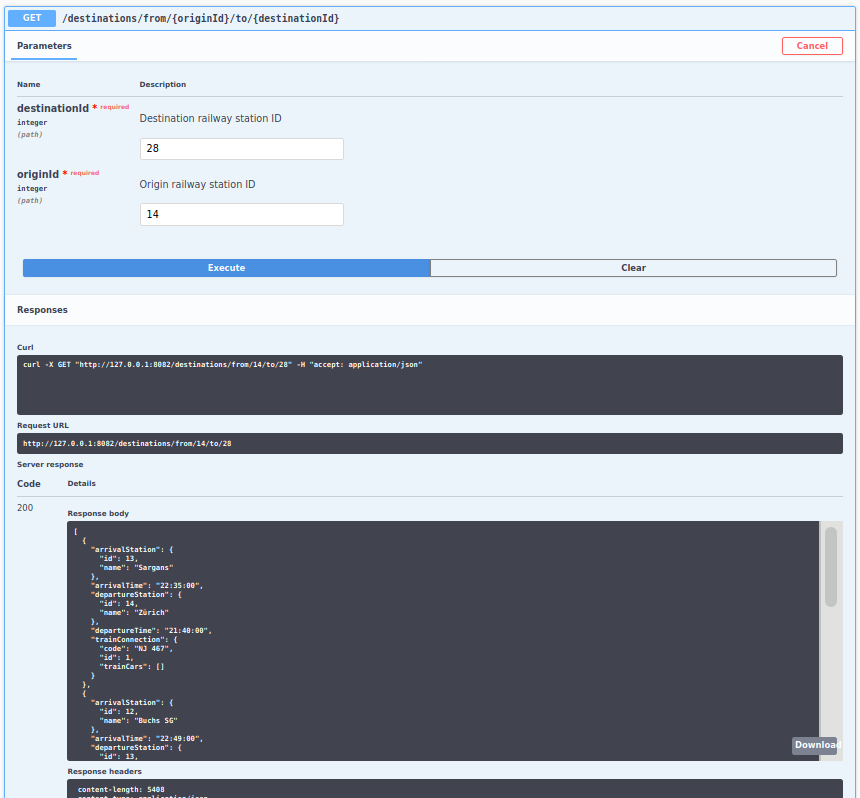 GET /destinations/from/{originId}/to/{destinationId}
Parameters
Cancel
Name Description
destinationId * required
integer
(path)
Destination railway station ID
28
originId * required
integer
(path)
Origin railway station ID
14
Execute
Clear
Responses
Curl
curl -X GET "http://127.0.0.1:8082/destinations/from/14/to/28" -H "accept: application/json"
Request URL
http://127.0.0.1:8082/destinations/from/14/to/28
Server response
Code Details
200
Response body
[
{
"arrivalStation": {
"id": 13,
"name": "Sargans"
},
"arrivalTime": "22:35:00",
"departureStation": {
"id": 14,
"name": "Zürich"
},
"departureTime": "21:40:00",
"trainConnection": {
"code": "NJ 467",
"id": 1,
"trainCars": []
}
},
{
"arrivalStation": {
"id": 12,
"name": "Buchs SG"
},
"arrivalTime": "22:49:00",
"departureStation": {
"id": 13,
Download
Response headers
content-length: 5408